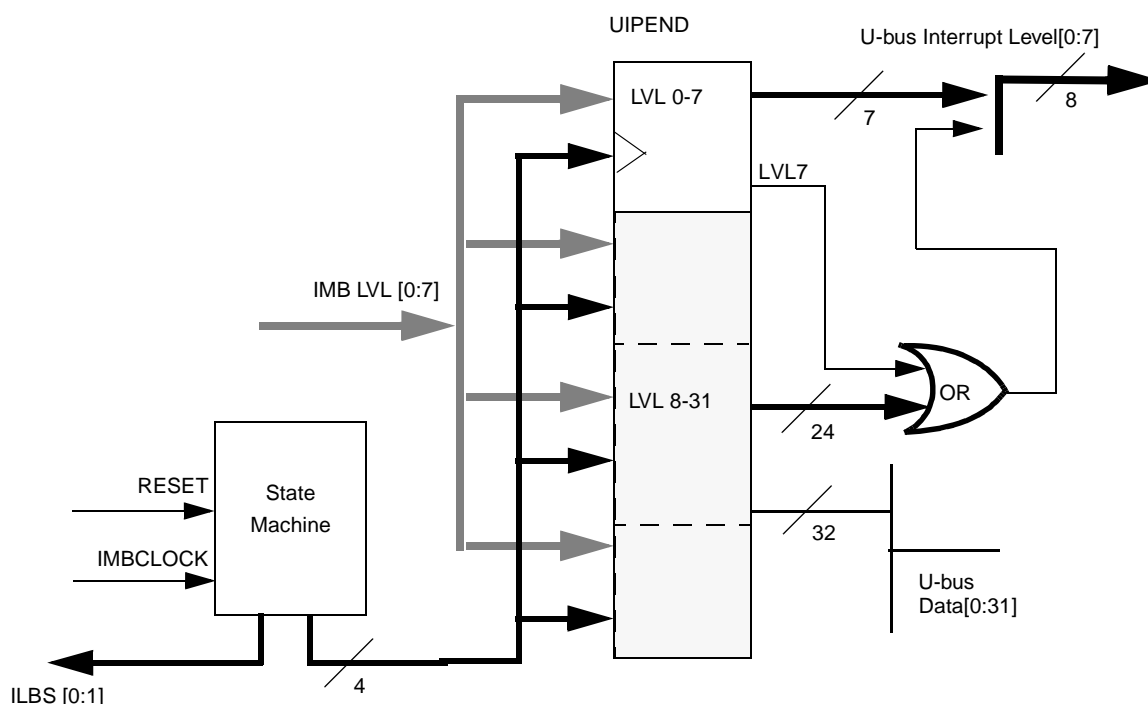 UIPEND
U-bus Interrupt Level[0:7]
LVL 0-7
7
8
LVL7
IMB LVL [0:7]
LVL 8-31
OR
24
RESET
State
Machine
32
IMBCLOCK
U-bus
Data[0:31]
4
ILBS [0:1]